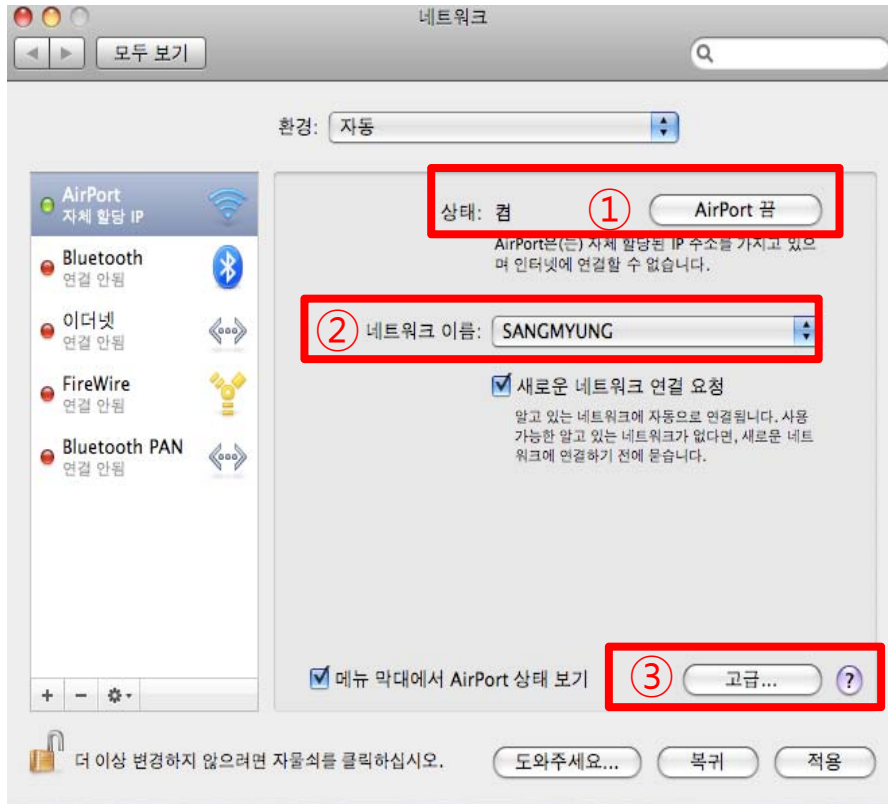 네트워크
모두 보기
환경: 자동
AirPort
자체 할당 IP
Bluetooth
연결 안됨
이더넷
연결 안됨
FireWire
연결 안됨
Bluetooth PAN
연결 안됨
상태: 켬 ① AirPort 끔
AirPort은(는) 자체 할당된 IP 주소를 가지고 있으
며 인터넷에 연결할 수 없습니다.
② 네트워크 이름: SANGMYUNG
새로운 네트워크 연결 요청
알고 있는 네트워크에 자동으로 연결됩니다. 사용
가능한 알고 있는 네트워크가 없다면, 새로운 네트
워크에 연결하기 전에 묻습니다.
메뉴 막대에서 AirPort 상태 보기 ③ 고급... ?
더 이상 변경하지 않으려면 자물쇠를 클릭하십시오. 도와주세요... 복귀 적용